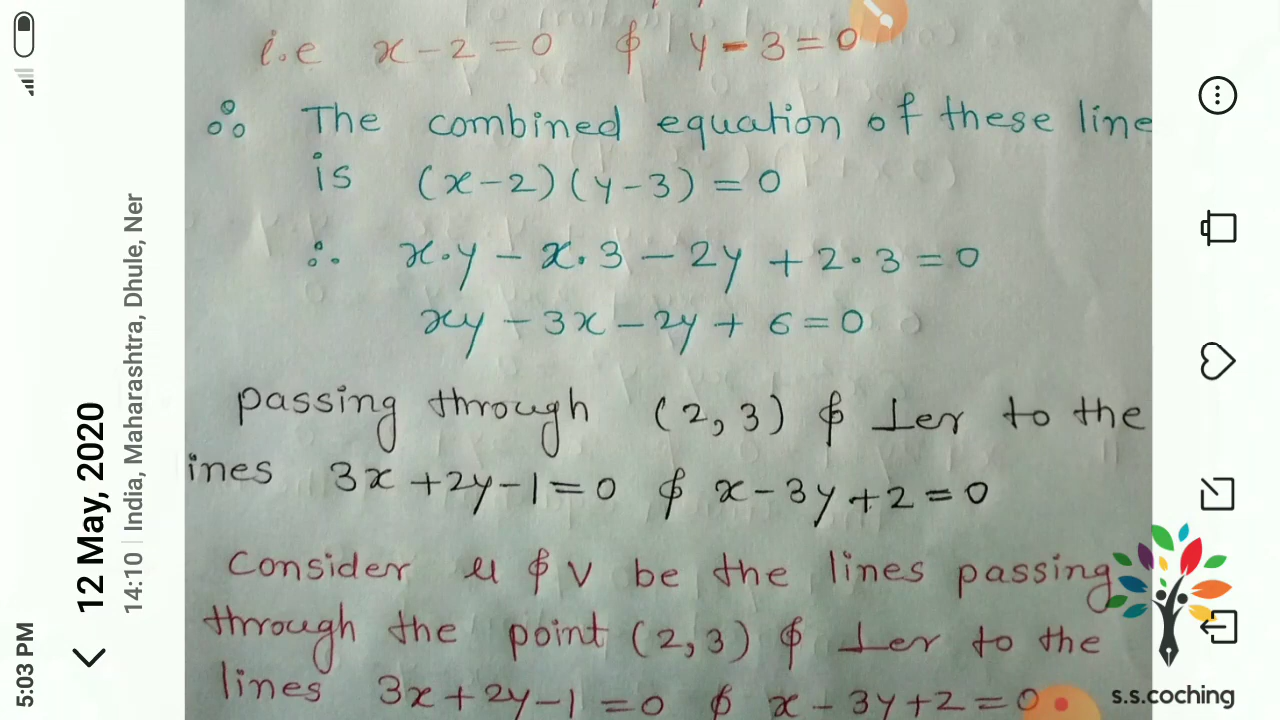 i.e x - 2 = 0 & y - 3 = 0
∴ The combined equation of these line
is (x-2)(y-3) = 0
∴ x·y - x·3 - 2y + 2·3 = 0
xy - 3x - 2y + 6 = 0
passing through (2,3) & ⊥er to the
ines 3x + 2y - 1 = 0 & x - 3y + 2 = 0
Consider u & v be the lines passing
through the point (2,3) & ⊥er to the
lines 3x + 2y - 1 = 0 & x - 3y + 2 = 0
s.s.coching
5:03 PM
12 May, 2020
14:10 | India, Maharashtra, Dhule, Ner